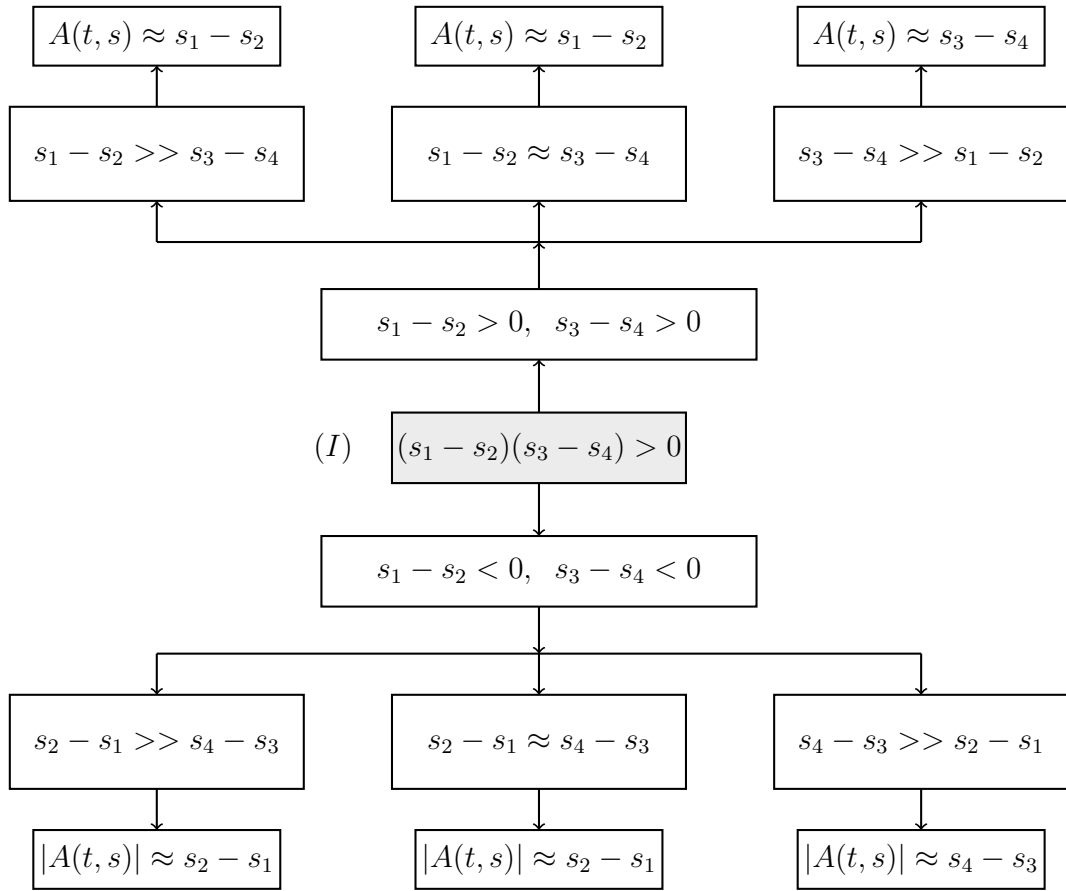 A(t, s) ≈ s₁ − s₂
A(t, s) ≈ s₁ − s₂
A(t, s) ≈ s₃ − s₄
s₁ − s₂ >> s₃ − s₄
s₁ − s₂ ≈ s₃ − s₄
s₃ − s₄ >> s₁ − s₂
s₁ − s₂ > 0, s₃ − s₄ > 0
(I)
(s₁ − s₂)(s₃ − s₄) > 0
s₁ − s₂ < 0, s₃ − s₄ < 0
s₂ − s₁ >> s₄ − s₃
s₂ − s₁ ≈ s₄ − s₃
s₄ − s₃ >> s₂ − s₁
|A(t, s)| ≈ s₂ − s₁
|A(t, s)| ≈ s₂ − s₁
|A(t, s)| ≈ s₄ − s₃